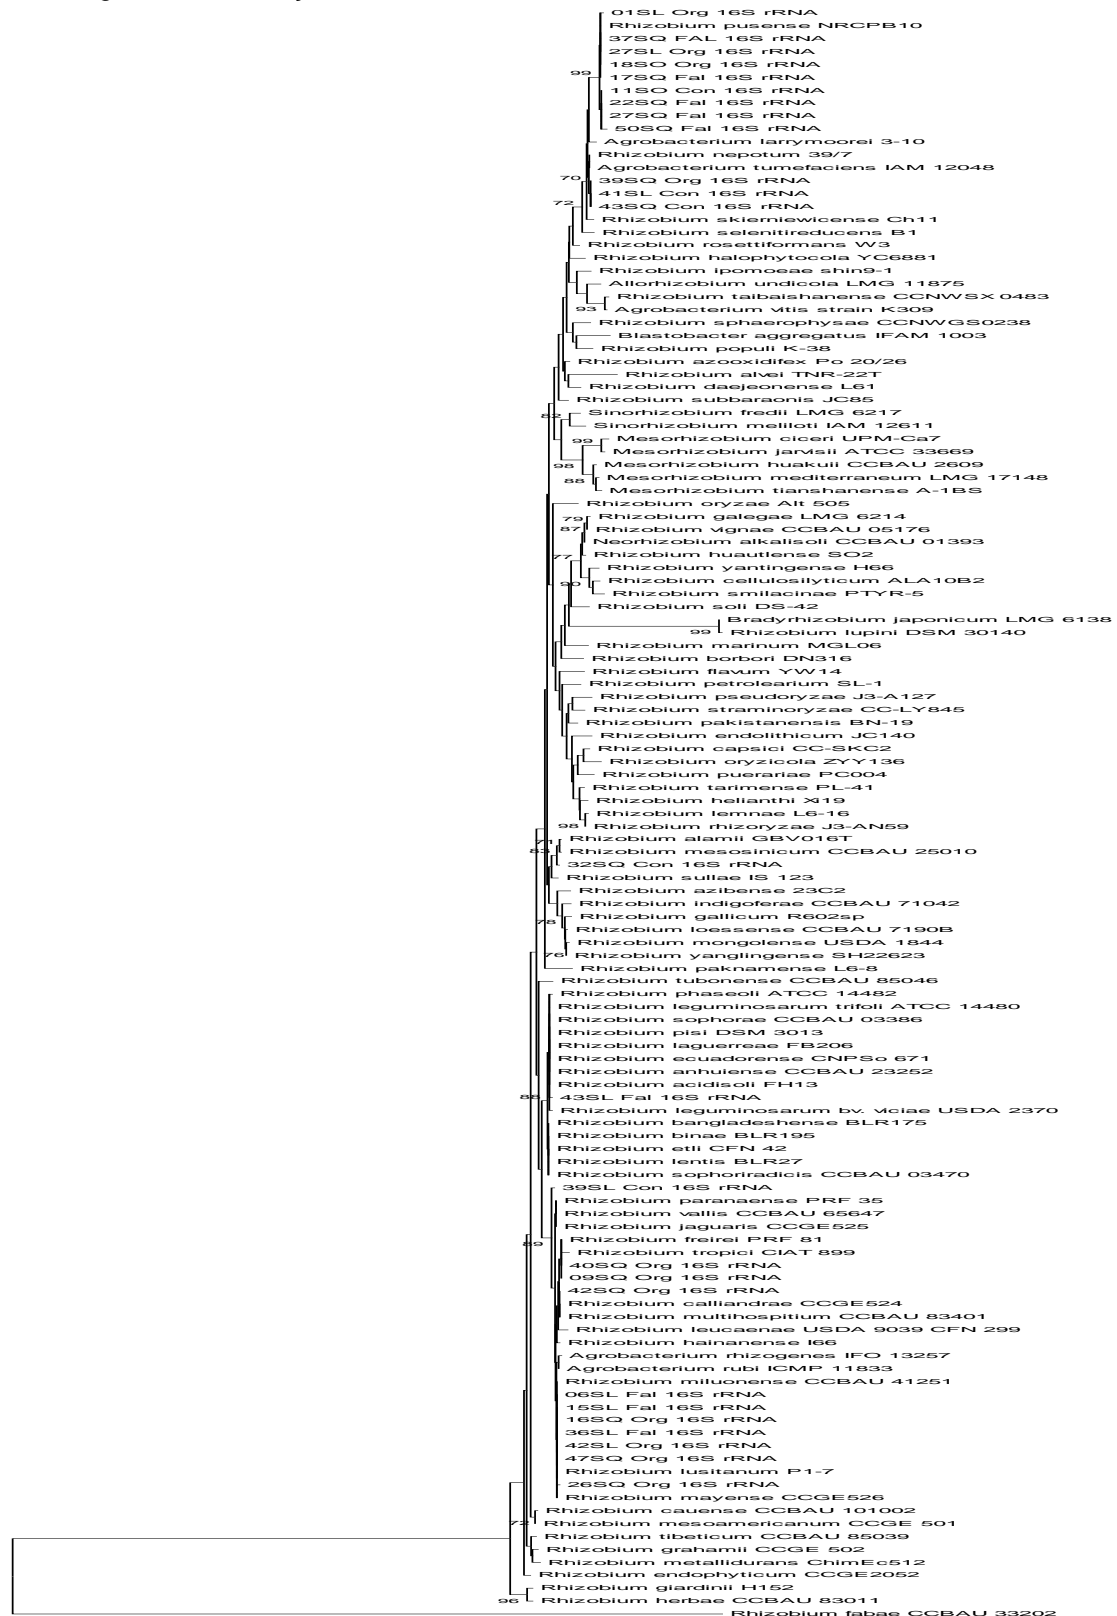 01SL Org 16S rRNA
Rhizobium pusense NRCPB10
37SQ FAL 16S rRNA
27SL Org 16S rRNA
18SO Org 16S rRNA
99
17SQ Fal 16S rRNA
11SO Con 16S rRNA
22SQ Fal 16S rRNA
27SQ Fal 16S rRNA
50SQ Fal 16S rRNA
Agrobacterium larrymoorei 3-10
Rhizobium nepotum 39/7
Agrobacterium tumefaciens IAM 12048
70
39SQ Org 16S rRNA
41SL Con 16S rRNA
72
43SQ Con 16S rRNA
Rhizobium skierniewicense Ch11
Rhizobium selenitireducens B1
Rhizobium rosettiformans W3
Rhizobium halophytocola YC6881
Rhizobium ipomoeae shin9-1
Allorhizobium undicola LMG 11875
Rhizobium taibaishanense CCNWSX 0483
93
Agrobacterium vitis strain K309
Rhizobium sphaerophysae CCNWGS0238
Blastobacter aggregatus IFAM 1003
Rhizobium populi K-38
Rhizobium azooxidifex Po 20/26
Rhizobium alvei TNR-22T
Rhizobium daejeonense L61
Rhizobium subbaraonis JC85
82
Sinorhizobium fredii LMG 6217
Sinorhizobium meliloti IAM 12611
99
Mesorhizobium ciceri UPM-Ca7
Mesorhizobium jarvisii ATCC 33669
98
Mesorhizobium huakuii CCBAU 2609
Mesorhizobium mediterraneum LMG 17148
88
Mesorhizobium tianshanense A-1BS
Rhizobium oryzae Alt 505
79
Rhizobium galegae LMG 6214
87
Rhizobium vignae CCBAU 05176
Neorhizobium alkalisoli CCBAU 01393
77
Rhizobium huautlense SO2
Rhizobium yantingense H66
90
Rhizobium cellulosilyticum ALA10B2
Rhizobium smilacinae PTYR-5
Rhizobium soli DS-42
Bradyrhizobium japonicum LMG 6138
99
Rhizobium lupini DSM 30140
Rhizobium marinum MGL06
Rhizobium borbori DN316
Rhizobium flavum YW14
Rhizobium petrolearium SL-1
Rhizobium pseudoryzae J3-A127
Rhizobium straminoryzae CC-LY845
Rhizobium pakistanensis BN-19
Rhizobium endolithicum JC140
Rhizobium capsici CC-SKC2
Rhizobium oryzicola ZYY136
Rhizobium puerariae PC004
Rhizobium tarimense PL-41
Rhizobium helianthi Xi19
Rhizobium lemnae L6-16
98
Rhizobium rhizoryzae J3-AN59
Rhizobium alamii GBV016T
Rhizobium mesosinicum CCBAU 25010
32SQ Con 16S rRNA
Rhizobium sullae IS 123
Rhizobium azibense 23C2
Rhizobium indigoferae CCBAU 71042
78
Rhizobium gallicum R602sp
Rhizobium loessense CCBAU 7190B
Rhizobium mongolense USDA 1844
76
Rhizobium yanglingense SH22623
Rhizobium paknamense L6-8
Rhizobium tubonense CCBAU 85046
Rhizobium phaseoli ATCC 14482
Rhizobium leguminosarum trifoli ATCC 14480
Rhizobium sophorae CCBAU 03386
Rhizobium pisi DSM 3013
Rhizobium laguerreae FB206
Rhizobium ecuadorense CNPSo 671
Rhizobium anhuiense CCBAU 23252
Rhizobium acidisoli FH13
88
43SL Fal 16S rRNA
Rhizobium leguminosarum bv. viciae USDA 2370
Rhizobium bangladeshense BLR175
Rhizobium binae BLR195
Rhizobium etli CFN 42
Rhizobium lentis BLR27
Rhizobium sophoriradicis CCBAU 03470
39SL Con 16S rRNA
Rhizobium paranaense PRF 35
Rhizobium vallis CCBAU 65647
Rhizobium jaguaris CCGE525
89
Rhizobium freirei PRF 81
Rhizobium tropici CIAT 899
40SQ Org 16S rRNA
09SQ Org 16S rRNA
42SQ Org 16S rRNA
Rhizobium calliandrae CCGE524
Rhizobium multihospitium CCBAU 83401
Rhizobium leucaenae USDA 9039 CFN 299
Rhizobium hainanense I66
Agrobacterium rhizogenes IFO 13257
Agrobacterium rubi ICMP 11833
Rhizobium miluonense CCBAU 41251
06SL Fal 16S rRNA
15SL Fal 16S rRNA
16SQ Org 16S rRNA
36SL Fal 16S rRNA
42SL Org 16S rRNA
47SQ Org 16S rRNA
Rhizobium lusitanum P1-7
26SQ Org 16S rRNA
Rhizobium mayense CCGE526
Rhizobium cauense CCBAU 101002
72
Rhizobium mesoamericanum CCGE 501
Rhizobium tibeticum CCBAU 85039
Rhizobium grahamii CCGE 502
Rhizobium metallidurans ChimEc512
Rhizobium endophyticum CCGE2052
Rhizobium giardinii H152
96
Rhizobium herbae CCBAU 83011
Rhizobium fabae CCBAU 33202